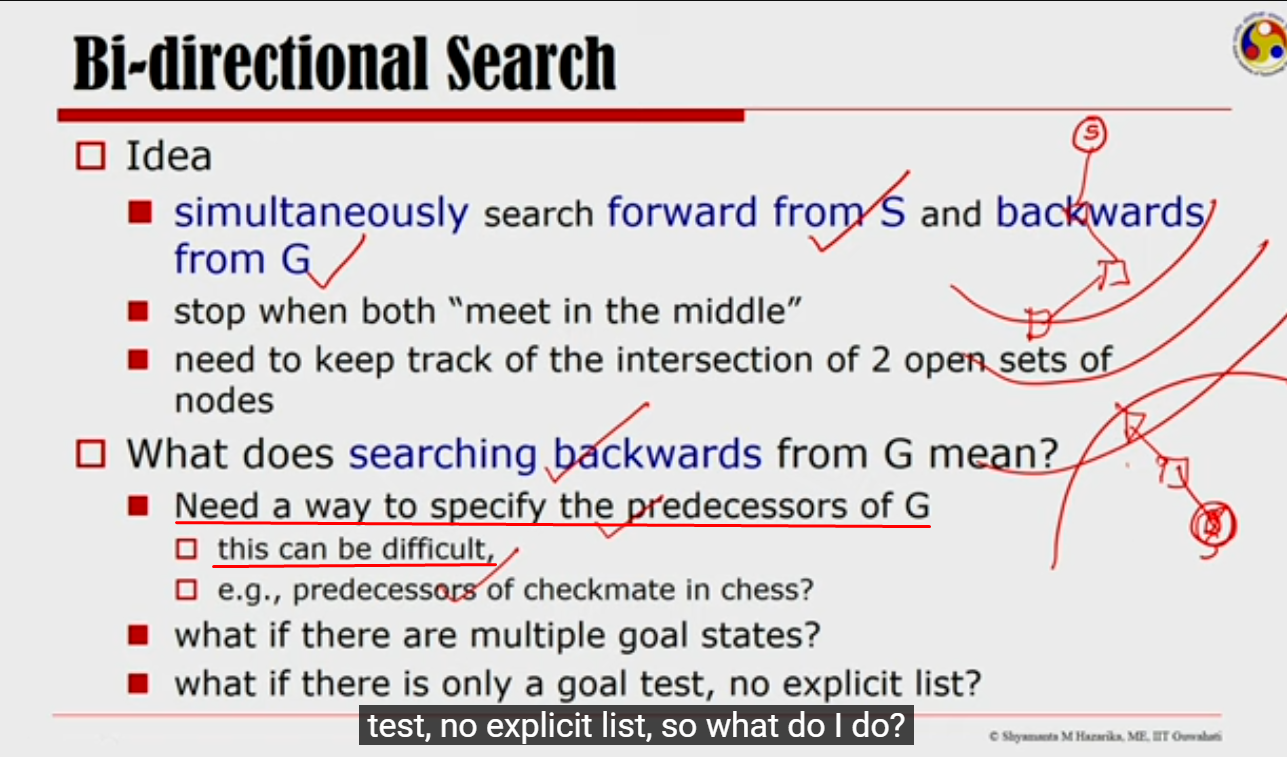 Bi-directional Search
Idea
simultaneously search forward from S and backwards
from G
stop when both “meet in the middle”
need to keep track of the intersection of 2 open sets of
nodes
What does searching backwards from G mean?
Need a way to specify the predecessors of G
this can be difficult,
e.g., predecessors of checkmate in chess?
what if there are multiple goal states?
what if there is only a goal test, no explicit list?
test, no explicit list, so what do I do?
© Shyamanta M Hazarika, ME, IIT Guwahati
S